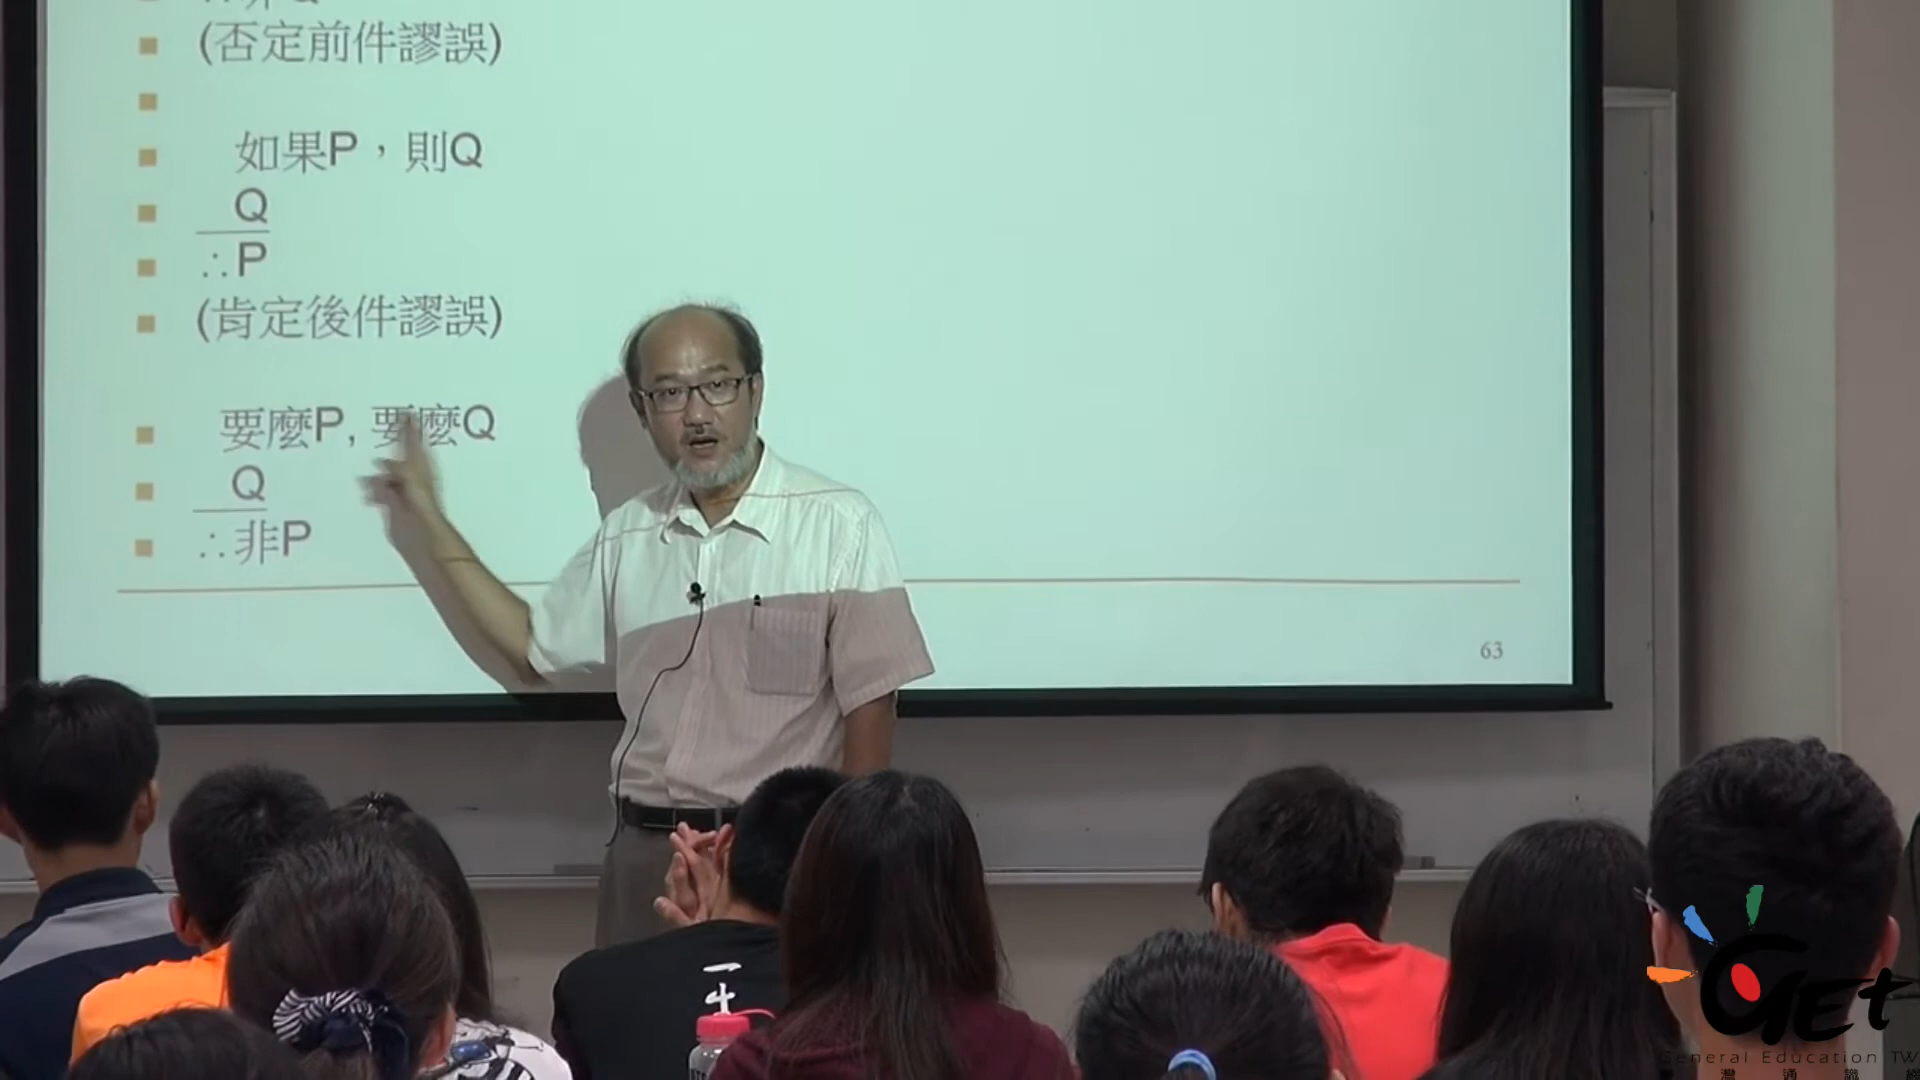 (否定前件謬誤)
如果P，則Q
Q
∴P
(肯定後件謬誤)
要麼P, 要麼Q
Q
∴非P
63
GEt
General Education TW